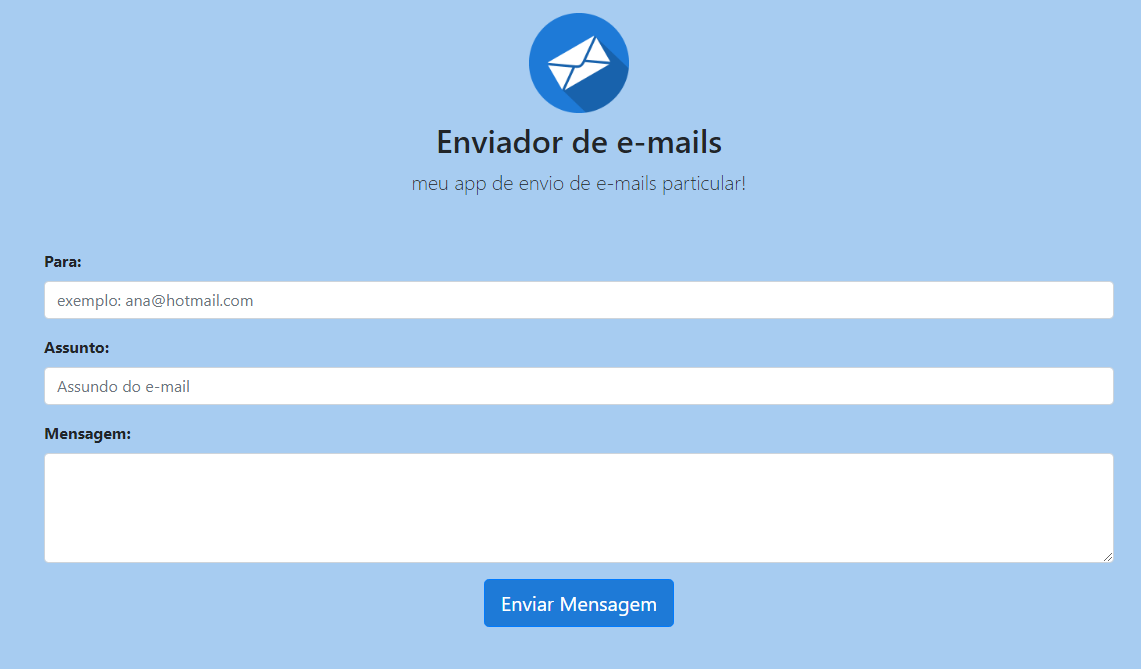 Enviador de e-mails
meu app de envio de e-mails particular!
Para:
exemplo: ana@hotmail.com
Assunto:
Assundo do e-mail
Mensagem:
Enviar Mensagem